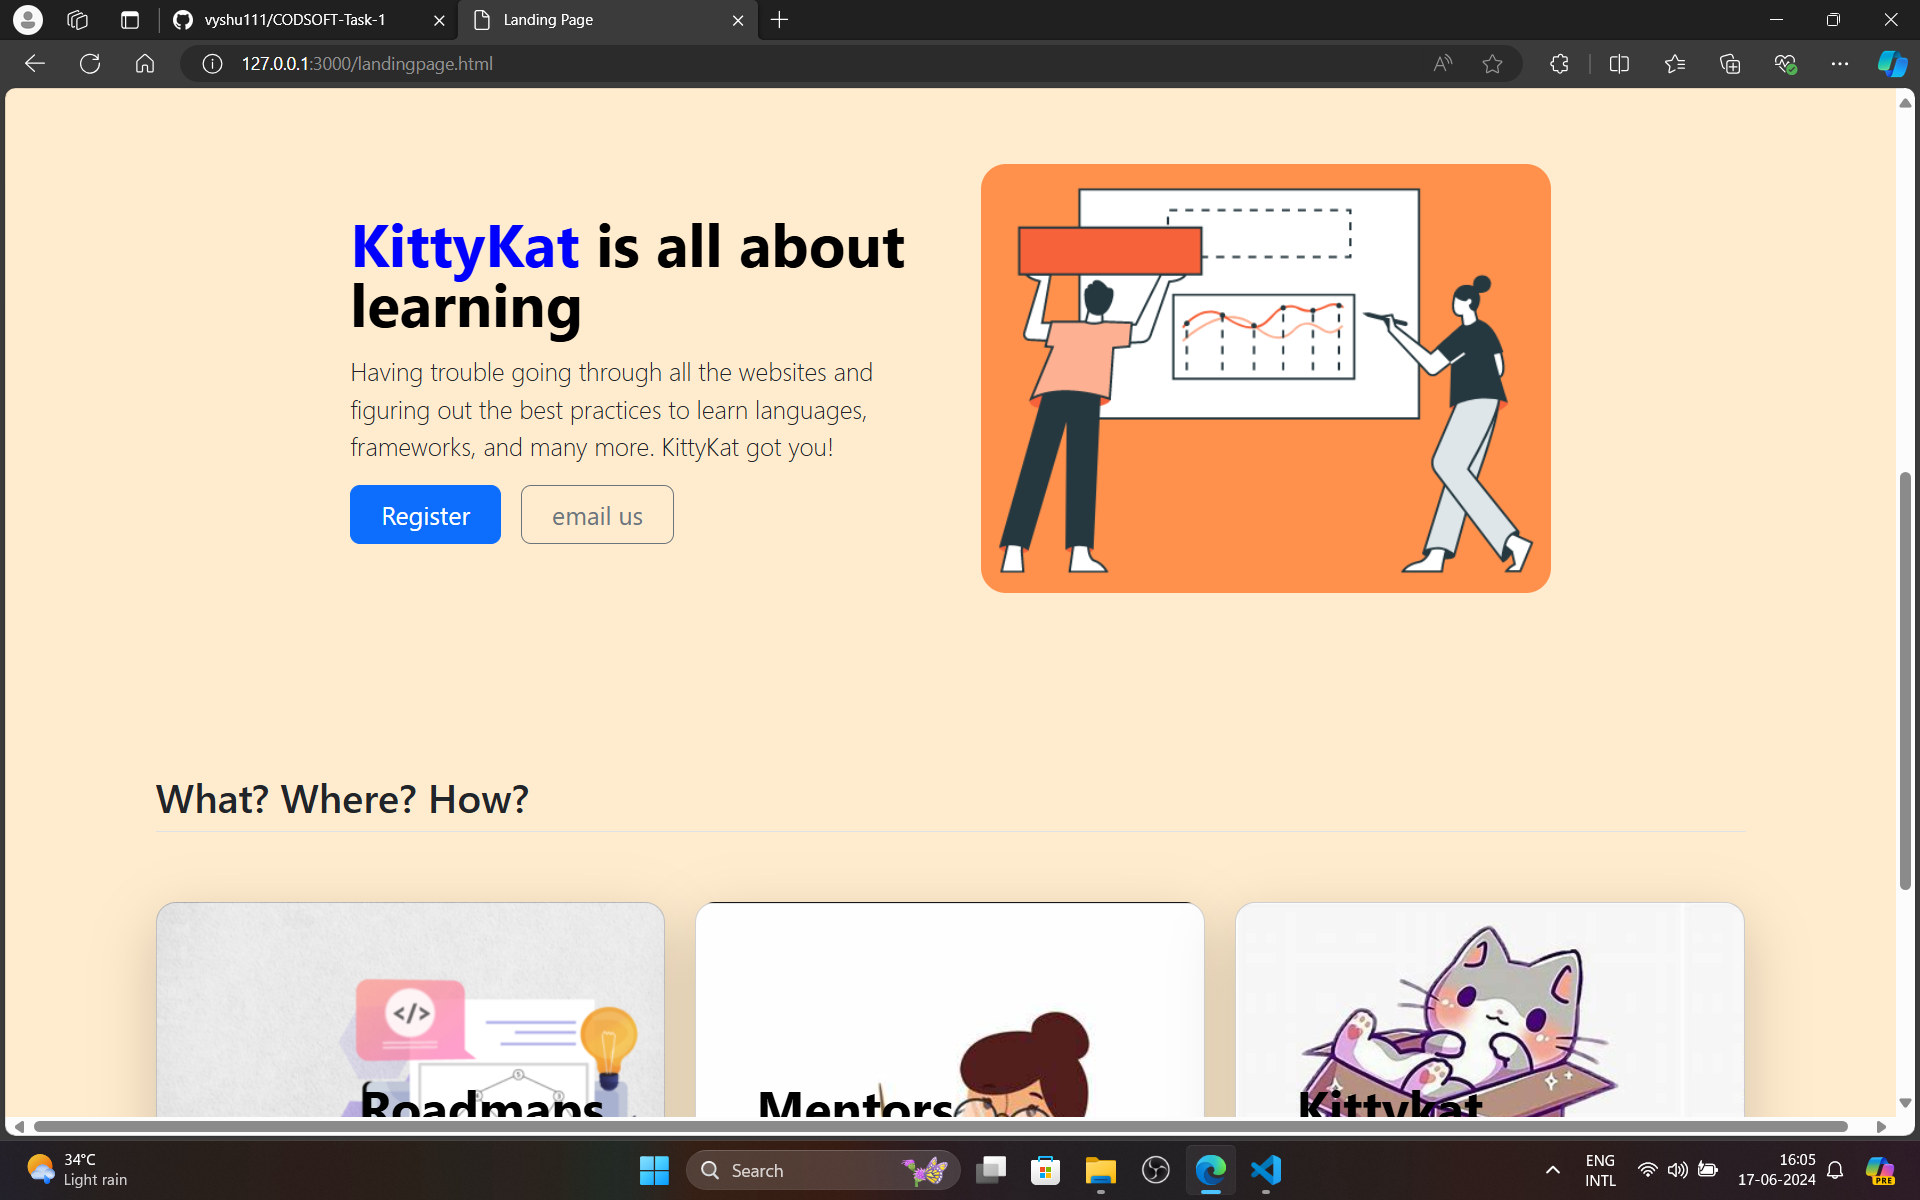 vyshu111/CODSOFT-Task-1
Landing Page
127.0.0.1:3000/landingpage.html
KittyKat is all about
learning
Having trouble going through all the websites and
figuring out the best practices to learn languages,
frameworks, and many more. KittyKat got you!
Register
email us
What? Where? How?
</>
Roadmaps
Mentors
Kittykat
34°C
Light rain
Search
ENG
INTL
16:05
17-06-2024
PRE